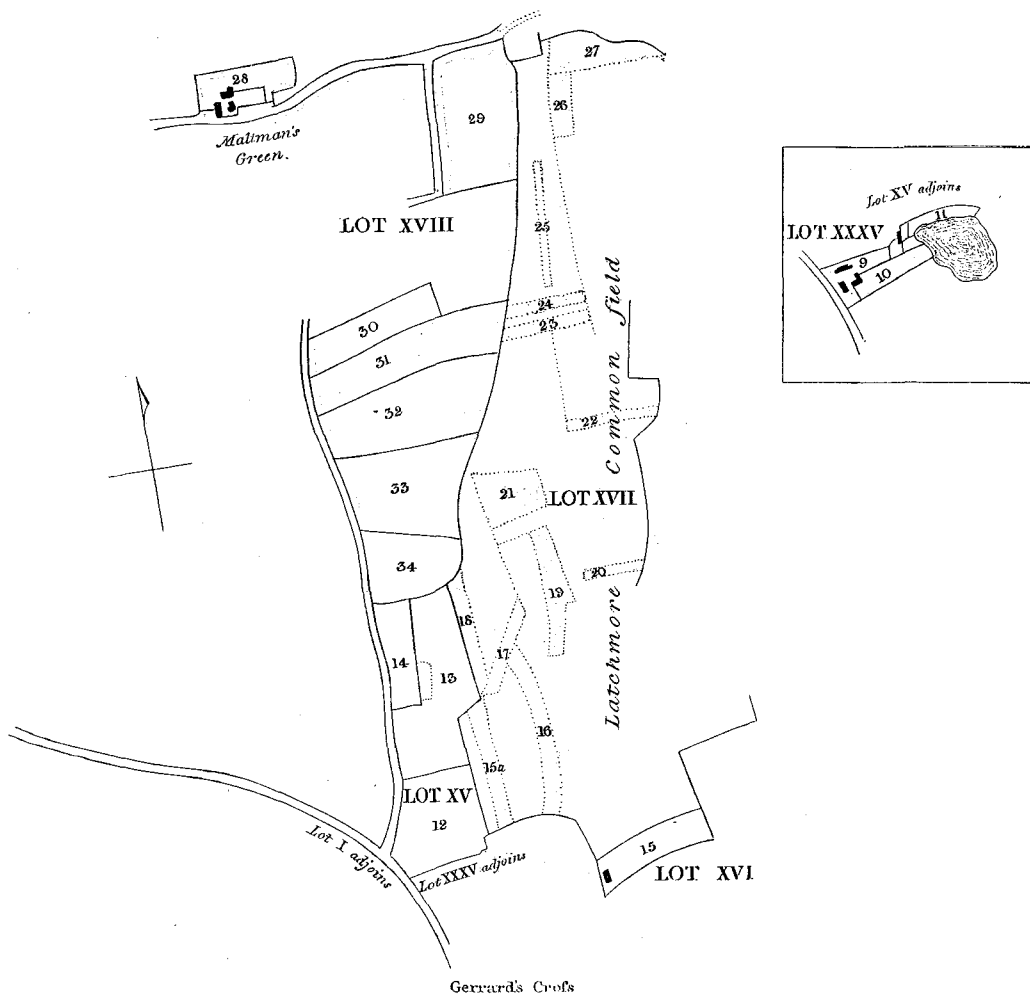 27
28
26
29
Maltman's
Green.
Lot XV adjoins
11
LOT XVIII
LOT XXXV
9
10
25
24
23
30
31
32
22
Latchmore Common field
33
21
LOT XVII
34
20
19
18
17
14
13
16
15a
LOT XV
12
15
Lot I adjoins
Lot XXXV adjoins
LOT XVI
Gerrard's Croſs